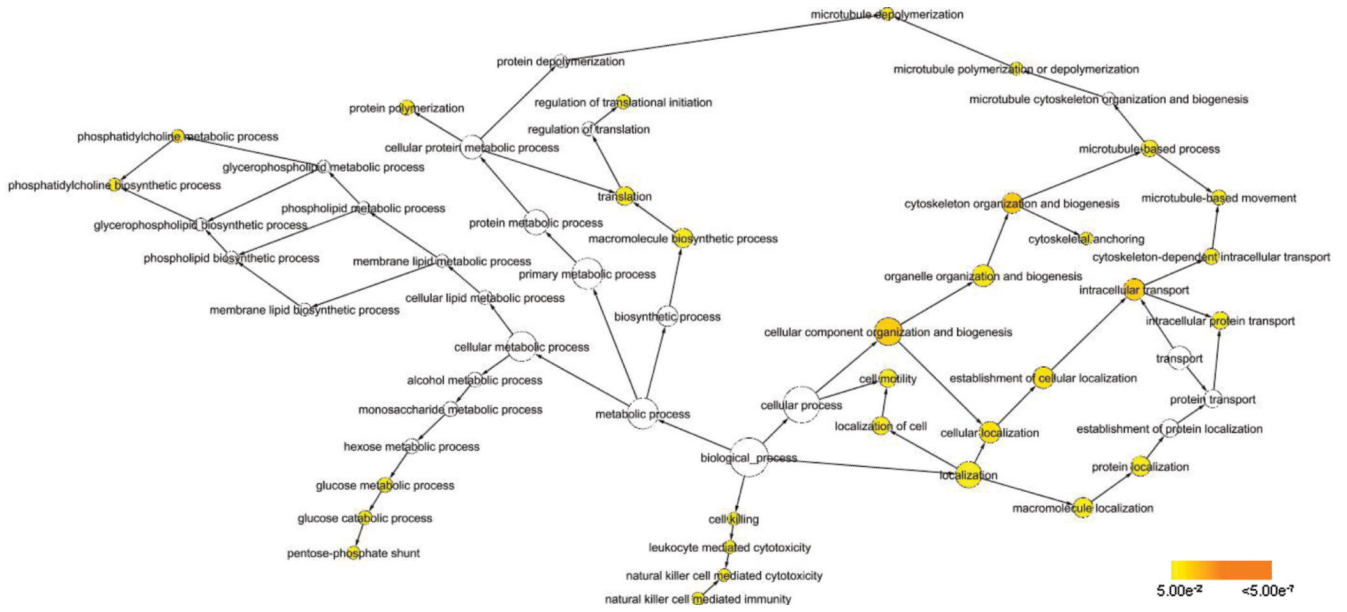 microtubule depolymerization
protein depolymerization
microtubule polymerization or depolymerization
protein polymerization
regulation of translational initiation
microtubule cytoskeleton organization and biogenesis
phosphatidylcholine metabolic process
regulation of translation
cellular protein metabolic process
microtubule-based process
glycerophospholipid metabolic process
phosphatidylcholine biosynthetic process
translation
microtubule-based movement
cytoskeleton organization and biogenesis
phospholipid metabolic process
glycerophospholipid biosynthetic process
protein metabolic process
macromolecule biosynthetic process
cytoskeletal anchoring
phospholipid biosynthetic process
membrane lipid metabolic process
cytoskeleton-dependent intracellular transport
primary metabolic process
organelle organization and biogenesis
intracellular transport
cellular lipid metabolic process
membrane lipid biosynthetic process
biosynthetic process
intracellular protein transport
cellular component organization and biogenesis
cellular metabolic process
transport
alcohol metabolic process
cell motility
establishment of cellular localization
protein transport
monosaccharide metabolic process
metabolic process
cellular process
localization of cell
cellular localization
establishment of protein localization
hexose metabolic process
biological_process
protein localization
localization
glucose metabolic process
macromolecule localization
glucose catabolic process
cell killing
pentose-phosphate shunt
leukocyte mediated cytotoxicity
natural killer cell mediated cytotoxicity
natural killer cell mediated immunity
5.00e-2 <5.00e-7